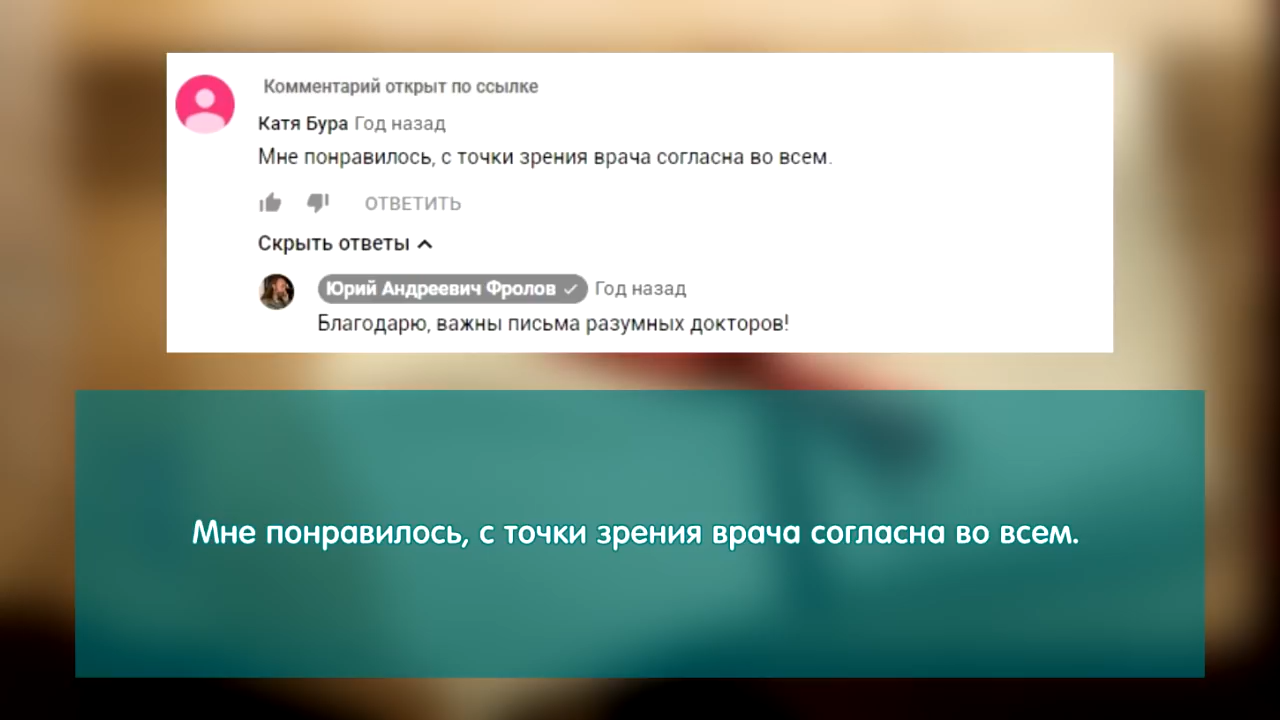 Комментарий открыт по ссылке
Катя Бура Год назад
Мне понравилось, с точки зрения врача согласна во всем.
ОТВЕТИТЬ
Скрыть ответы
Юрий Андреевич Фролов Год назад
Благодарю, важны письма разумных докторов!
Мне понравилось, с точки зрения врача согласна во всем.